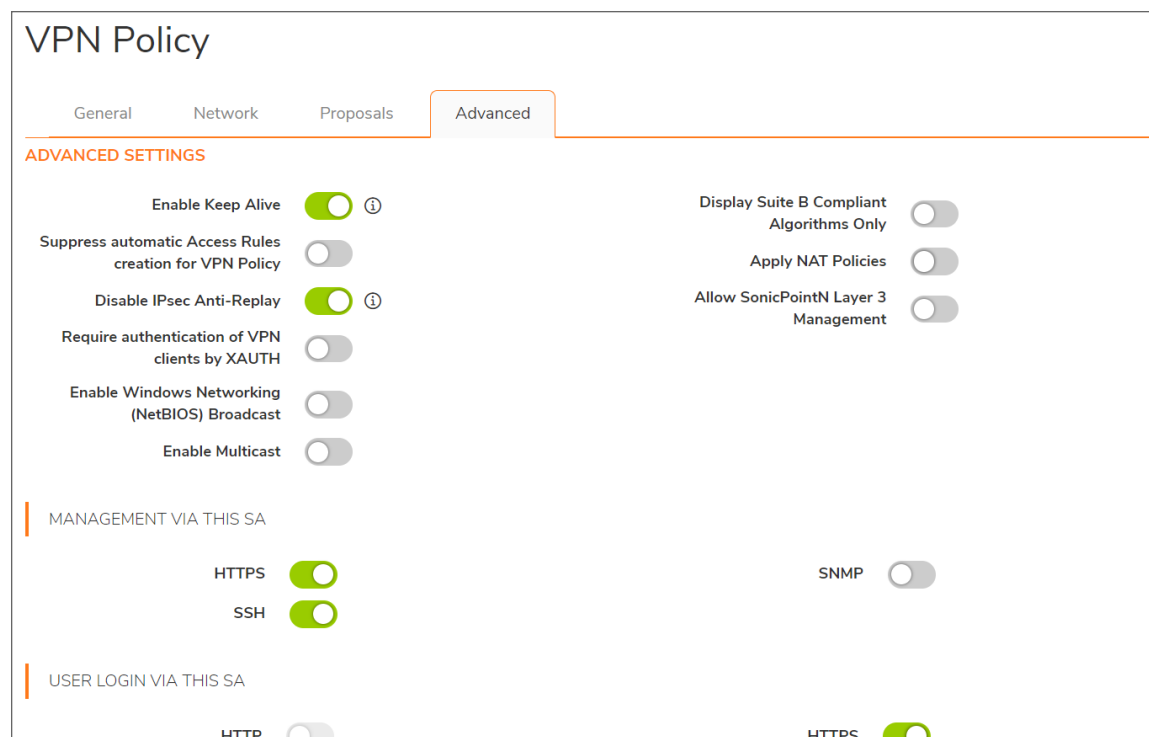 VPN Policy
General Network Proposals Advanced
ADVANCED SETTINGS
Enable Keep Alive
Suppress automatic Access Rules
creation for VPN Policy
Disable IPsec Anti-Replay
Require authentication of VPN
clients by XAUTH
Enable Windows Networking
(NetBIOS) Broadcast
Enable Multicast
Display Suite B Compliant
Algorithms Only
Apply NAT Policies
Allow SonicPointN Layer 3
Management
MANAGEMENT VIA THIS SA
HTTPS
SSH
SNMP
USER LOGIN VIA THIS SA
HTTP
HTTPS